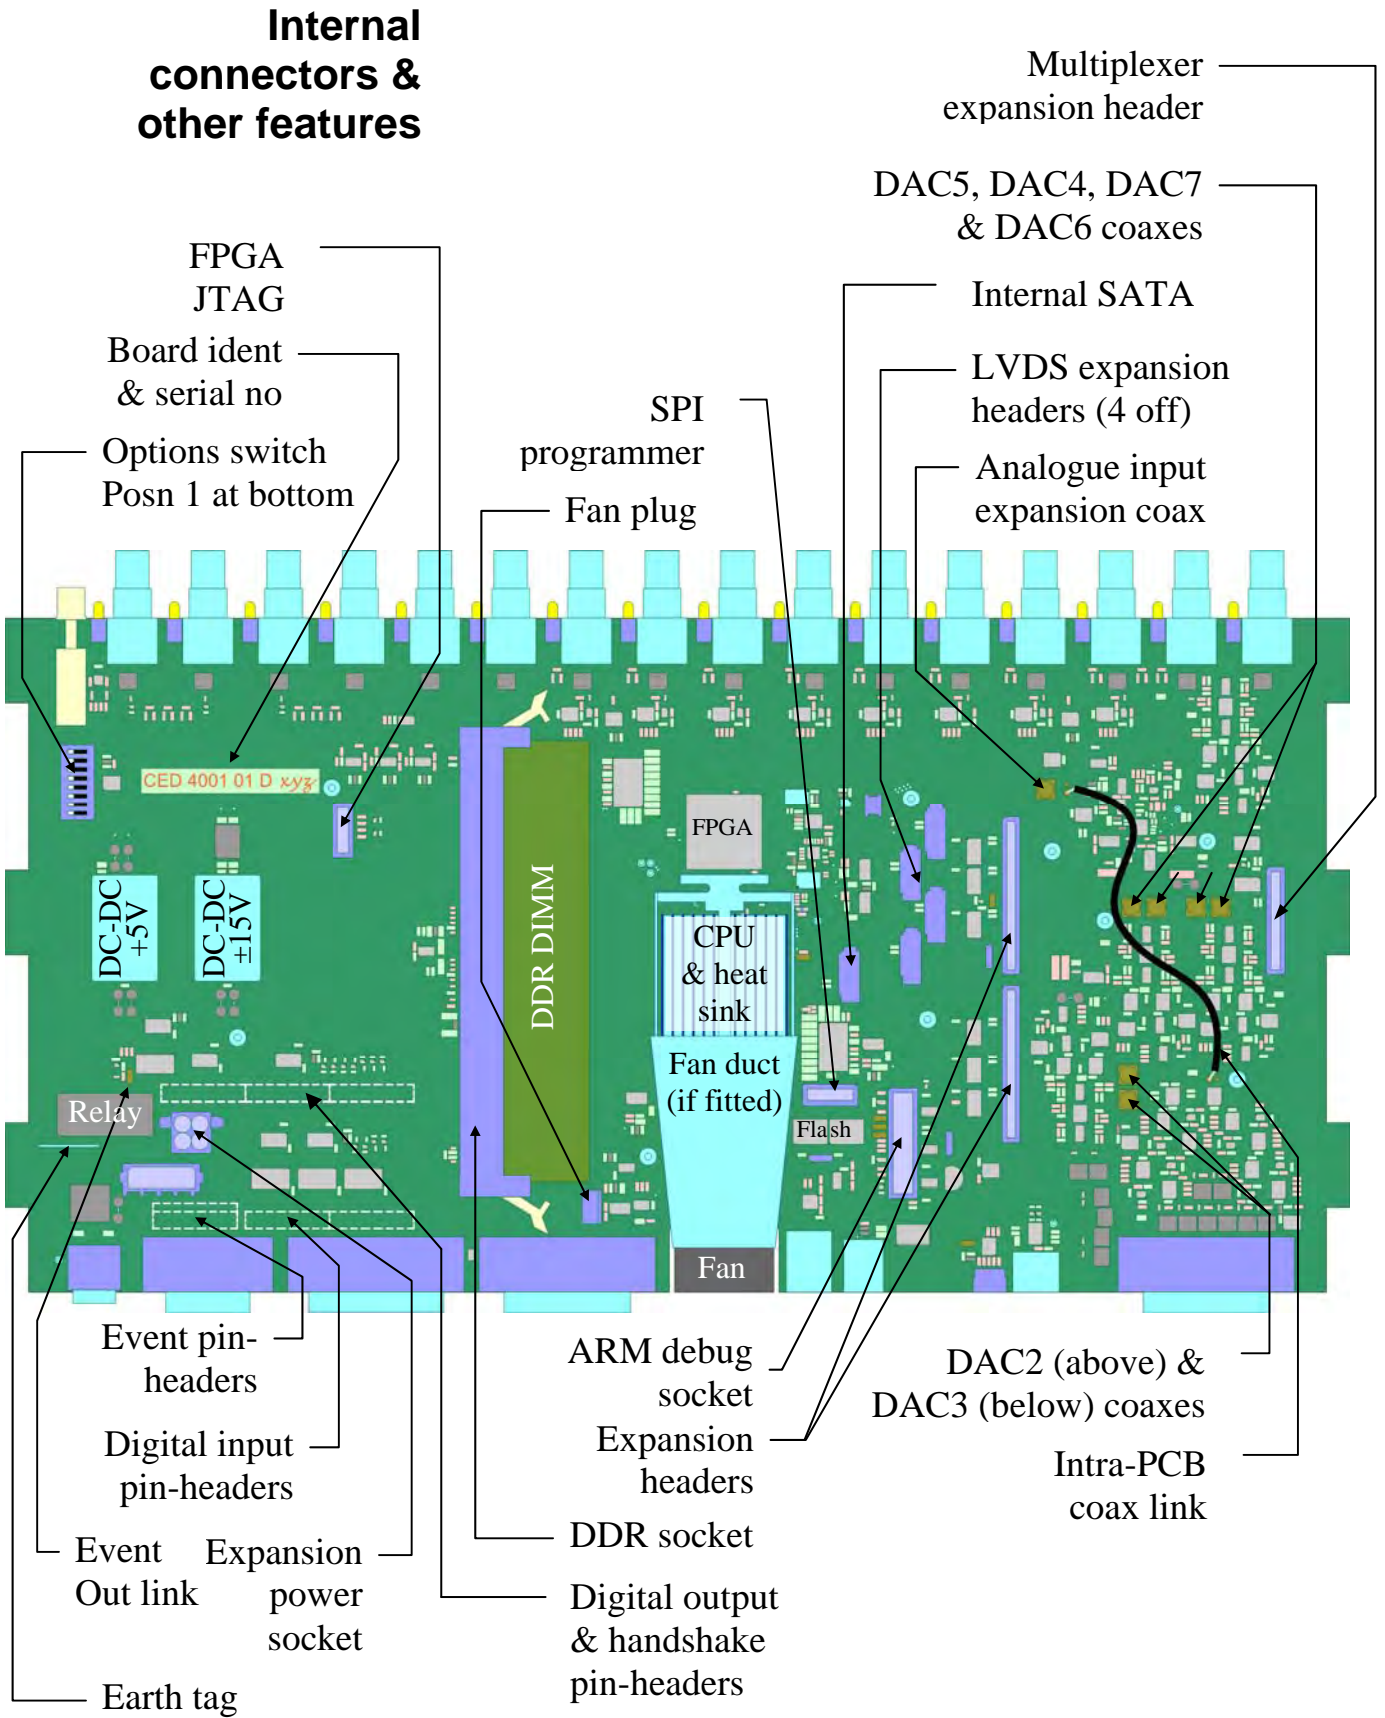 Internal
connectors &
other features
Multiplexer
expansion header
DAC5, DAC4, DAC7
& DAC6 coaxes
FPGA
JTAG
Internal SATA
Board ident
& serial no
LVDS expansion
headers (4 off)
SPI
programmer
Options switch
Posn 1 at bottom
Analogue input
expansion coax
Fan plug
CED 4001 01 D xyz
FPGA
DC-DC
+5V
DC-DC
±15V
DDR DIMM
CPU
& heat
sink
Fan duct
(if fitted)
Relay
Flash
Fan
Event pin-
headers
ARM debug
socket
DAC2 (above) &
DAC3 (below) coaxes
Digital input
pin-headers
Expansion
headers
Intra-PCB
coax link
DDR socket
Event
Out link
Expansion
power
socket
Digital output
& handshake
pin-headers
Earth tag